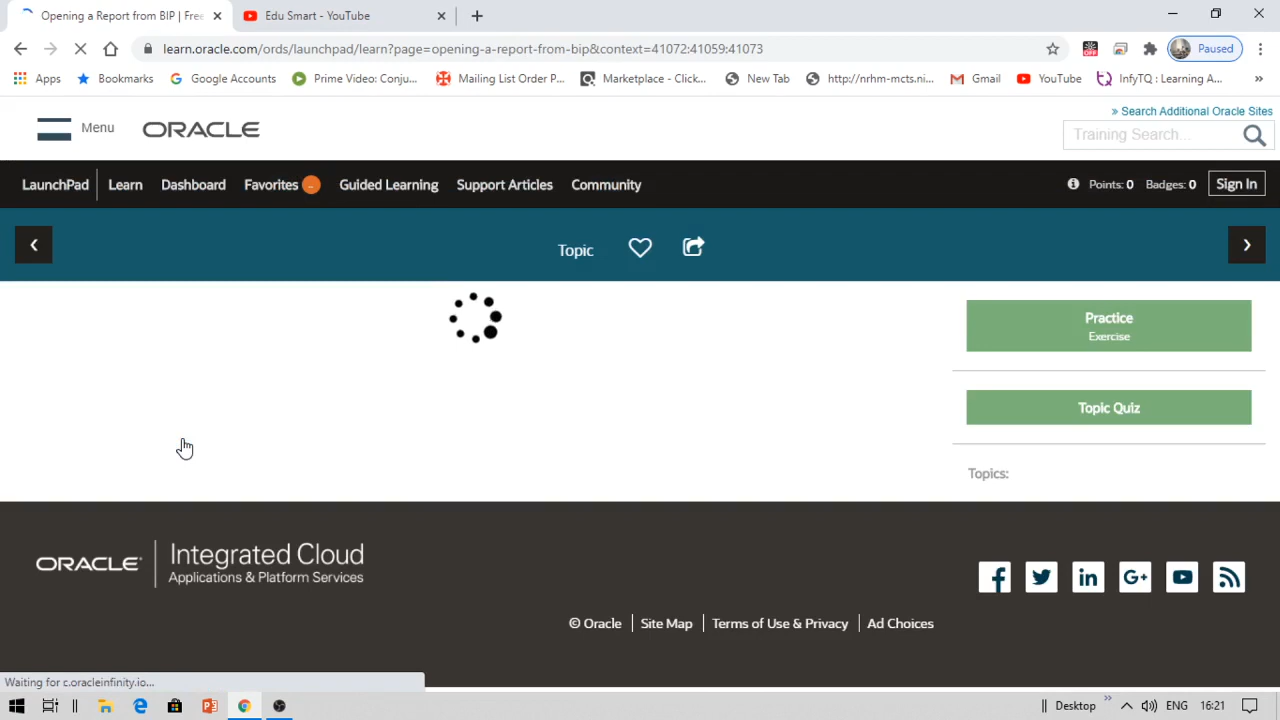 Opening a Report from BIP | Free
Edu Smart - YouTube
learn.oracle.com/ords/launchpad/learn?page=opening-a-report-from-bip&context=41072:41059:41073
OFF
Paused
Apps
Bookmarks
Google Accounts
Prime Video: Conju...
Mailing List Order P...
Marketplace - Click...
New Tab
http://nrhm-mcts.ni...
Gmail
YouTube
InfyTQ : Learning A...
»
» Search Additional Oracle Sites
Menu
ORACLE
Training Search...
LaunchPad
Learn
Dashboard
Favorites
Guided Learning
Support Articles
Community
Points: 0
Badges: 0
Sign In
Topic
Practice
Exercise
Topic Quiz
Topics:
ORACLE
Integrated Cloud
Applications & Platform Services
© Oracle
Site Map
Terms of Use & Privacy
Ad Choices
Waiting for c.oracleinfinity.io...
Desktop
»
ENG
16:21